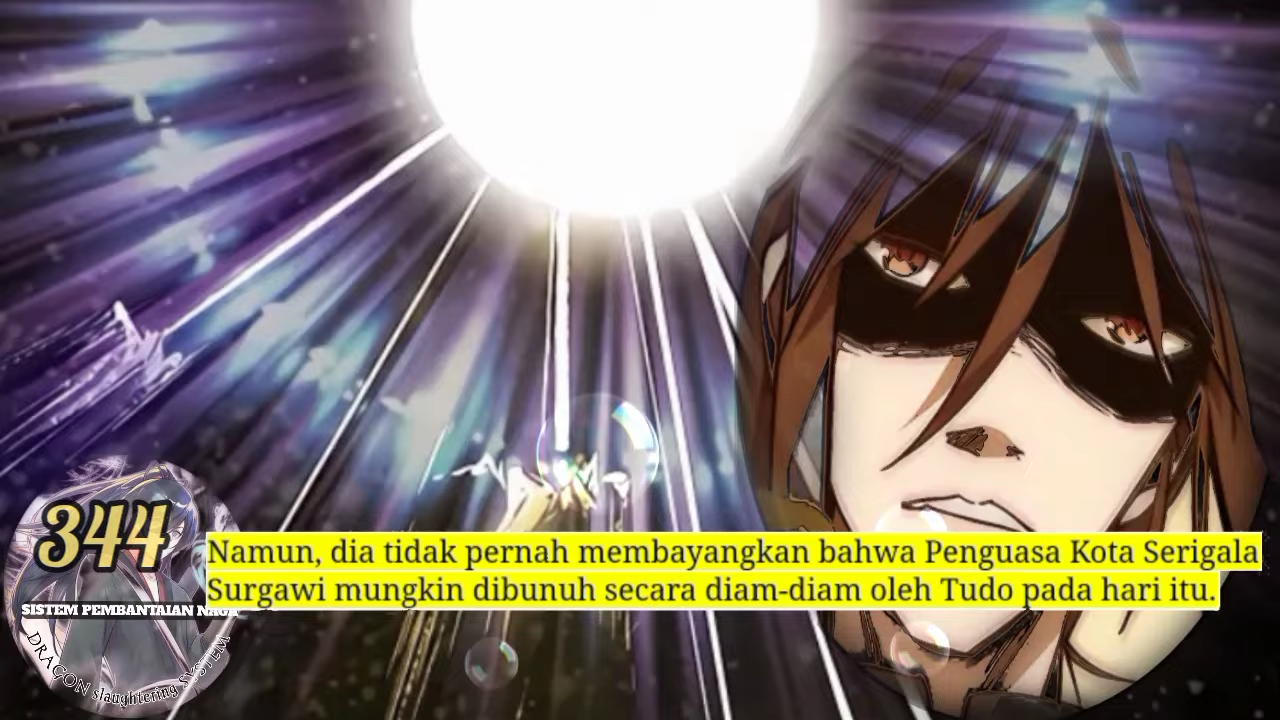 344
SISTEM PEMBANTAIAN NAGA
DRAGON slaughtering SYSTEM
Namun, dia tidak pernah membayangkan bahwa Penguasa Kota Serigala
Surgawi mungkin dibunuh secara diam-diam oleh Tudo pada hari itu.